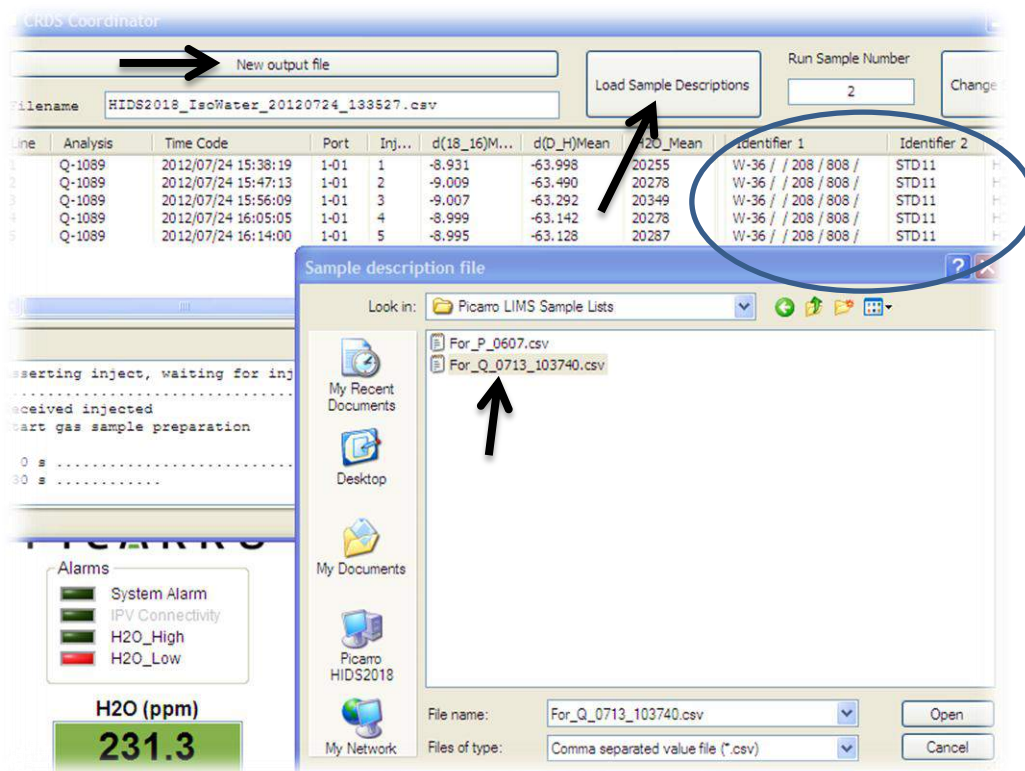 CRDS Coordinator
New output file
Load Sample Descriptions
Run Sample Number
2
Change
Filename HIDS2018_IsoWater_20120724_133527.csv
Line Analysis Time Code Port Inj... d(18_16)M... d(D_H)Mean H2O_Mean Identifier 1 Identifier 2
1 Q-1089 2012/07/24 15:38:19 1-01 1 -8.931 -63.998 20255 W-36 / / 208 / 808 / STD11
2 Q-1089 2012/07/24 15:47:13 1-01 2 -9.009 -63.490 20278 W-36 / / 208 / 808 / STD11
3 Q-1089 2012/07/24 15:56:09 1-01 3 -9.007 -63.292 20349 W-36 / / 208 / 808 / STD11
4 Q-1089 2012/07/24 16:05:05 1-01 4 -8.999 -63.142 20278 W-36 / / 208 / 808 / STD11
5 Q-1089 2012/07/24 16:14:00 1-01 5 -8.995 -63.128 20287 W-36 / / 208 / 808 / STD11
Sample description file
Look in: Picarro LIMS Sample Lists
For_P_0607.csv
For_Q_0713_103740.csv
My Recent
Documents
Desktop
My Documents
Picarro
HIDS2018
My Network
File name: For_Q_0713_103740.csv Open
Files of type: Comma separated value file (*.csv) Cancel
sserting inject, waiting for inj
eceived injected
tart gas sample preparation
0 s ............................
30 s ............
PICARRO
Alarms
System Alarm
IPV Connectivity
H2O_High
H2O_Low
H2O (ppm)
231.3